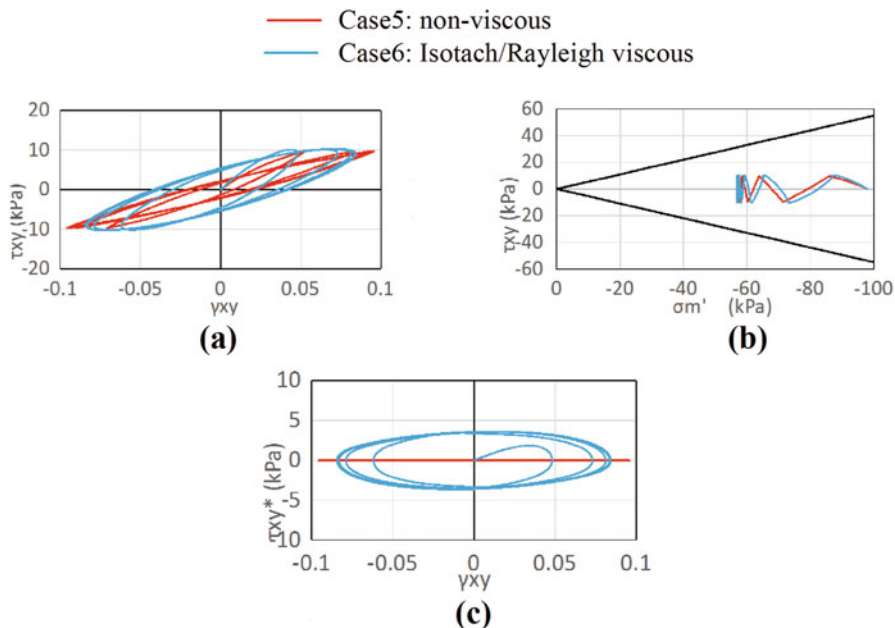 Case5: non-viscous
Case6: Isotach/Rayleigh viscous
20
10
0
-10
-20
τxy (kPa)
-0.1 -0.05 0 0.05 0.1
γxy
(a)
60
40
20
0
-20
-40
-60
τxy (kPa)
0 -20 -40 -60 -80 -100
σm' (kPa)
(b)
10
5
0
-5
10
τxy* (kPa)
-0.1 -0.05 0 0.05 0.1
γxy
(c)